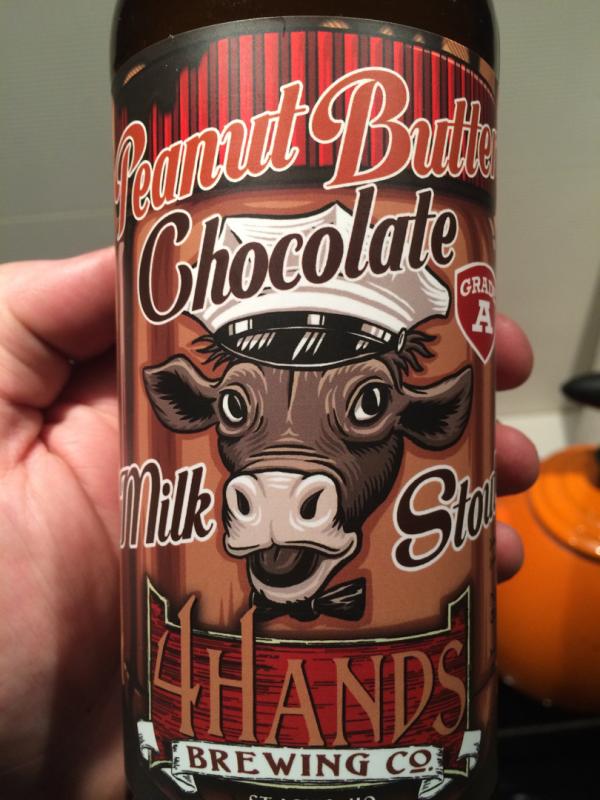 Peanut Butter
Chocolate
GRADE
A
Milk Stout
4HANDS
BREWING CO.